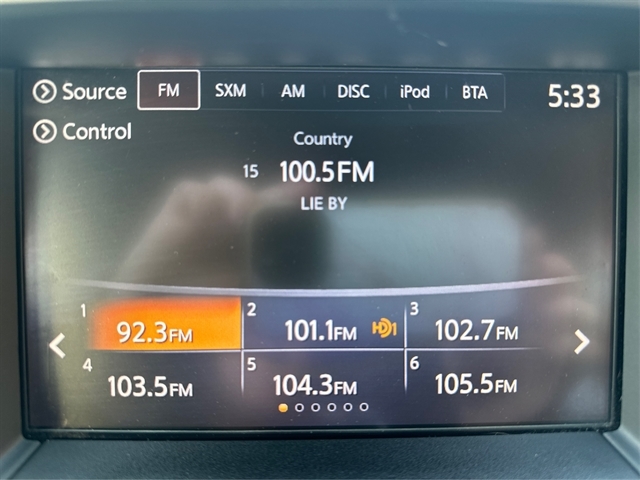 Source FM SXM AM DISC iPod BTA 5:33
Control
Country
15 100.5FM
LIE BY
1 92.3FM 2 101.1FM HD1 3 102.7FM
4 103.5FM 5 104.3FM 6 105.5FM